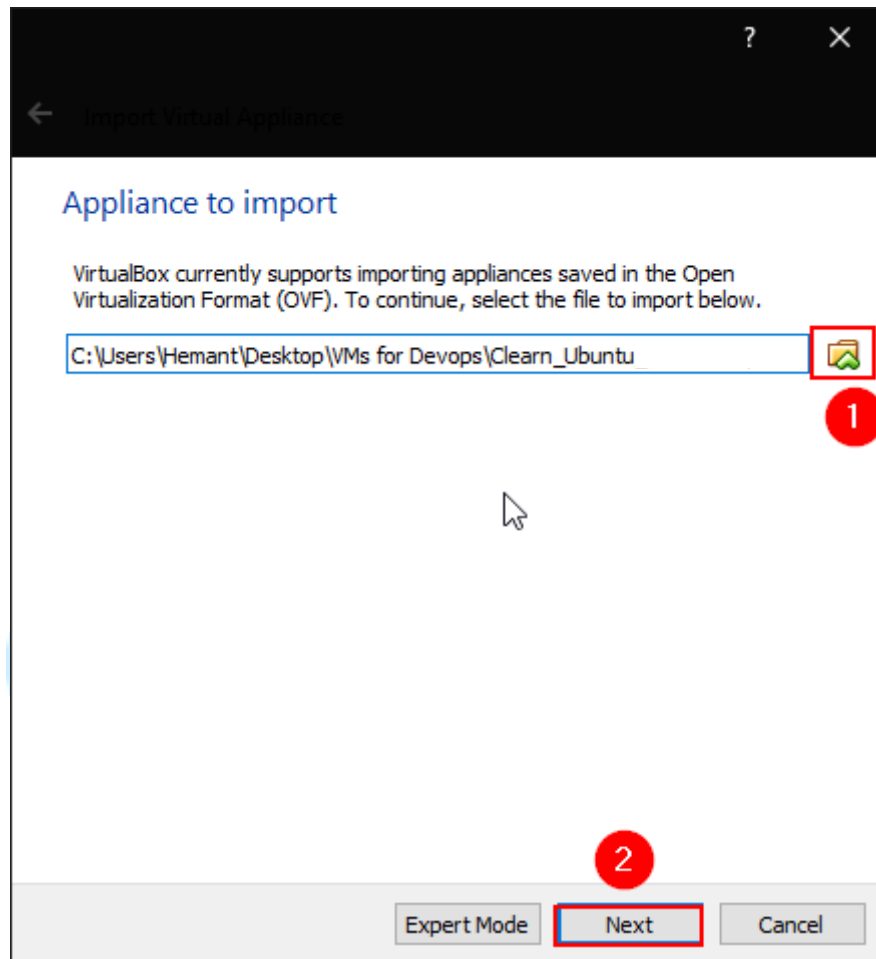 ?
Import Virtual Appliance
Appliance to import
VirtualBox currently supports importing appliances saved in the Open
Virtualization Format (OVF). To continue, select the file to import below.
C:\Users\Hemant\Desktop\VMs for Devops\Clearn_Ubuntu
1
2
Expert Mode Next Cancel